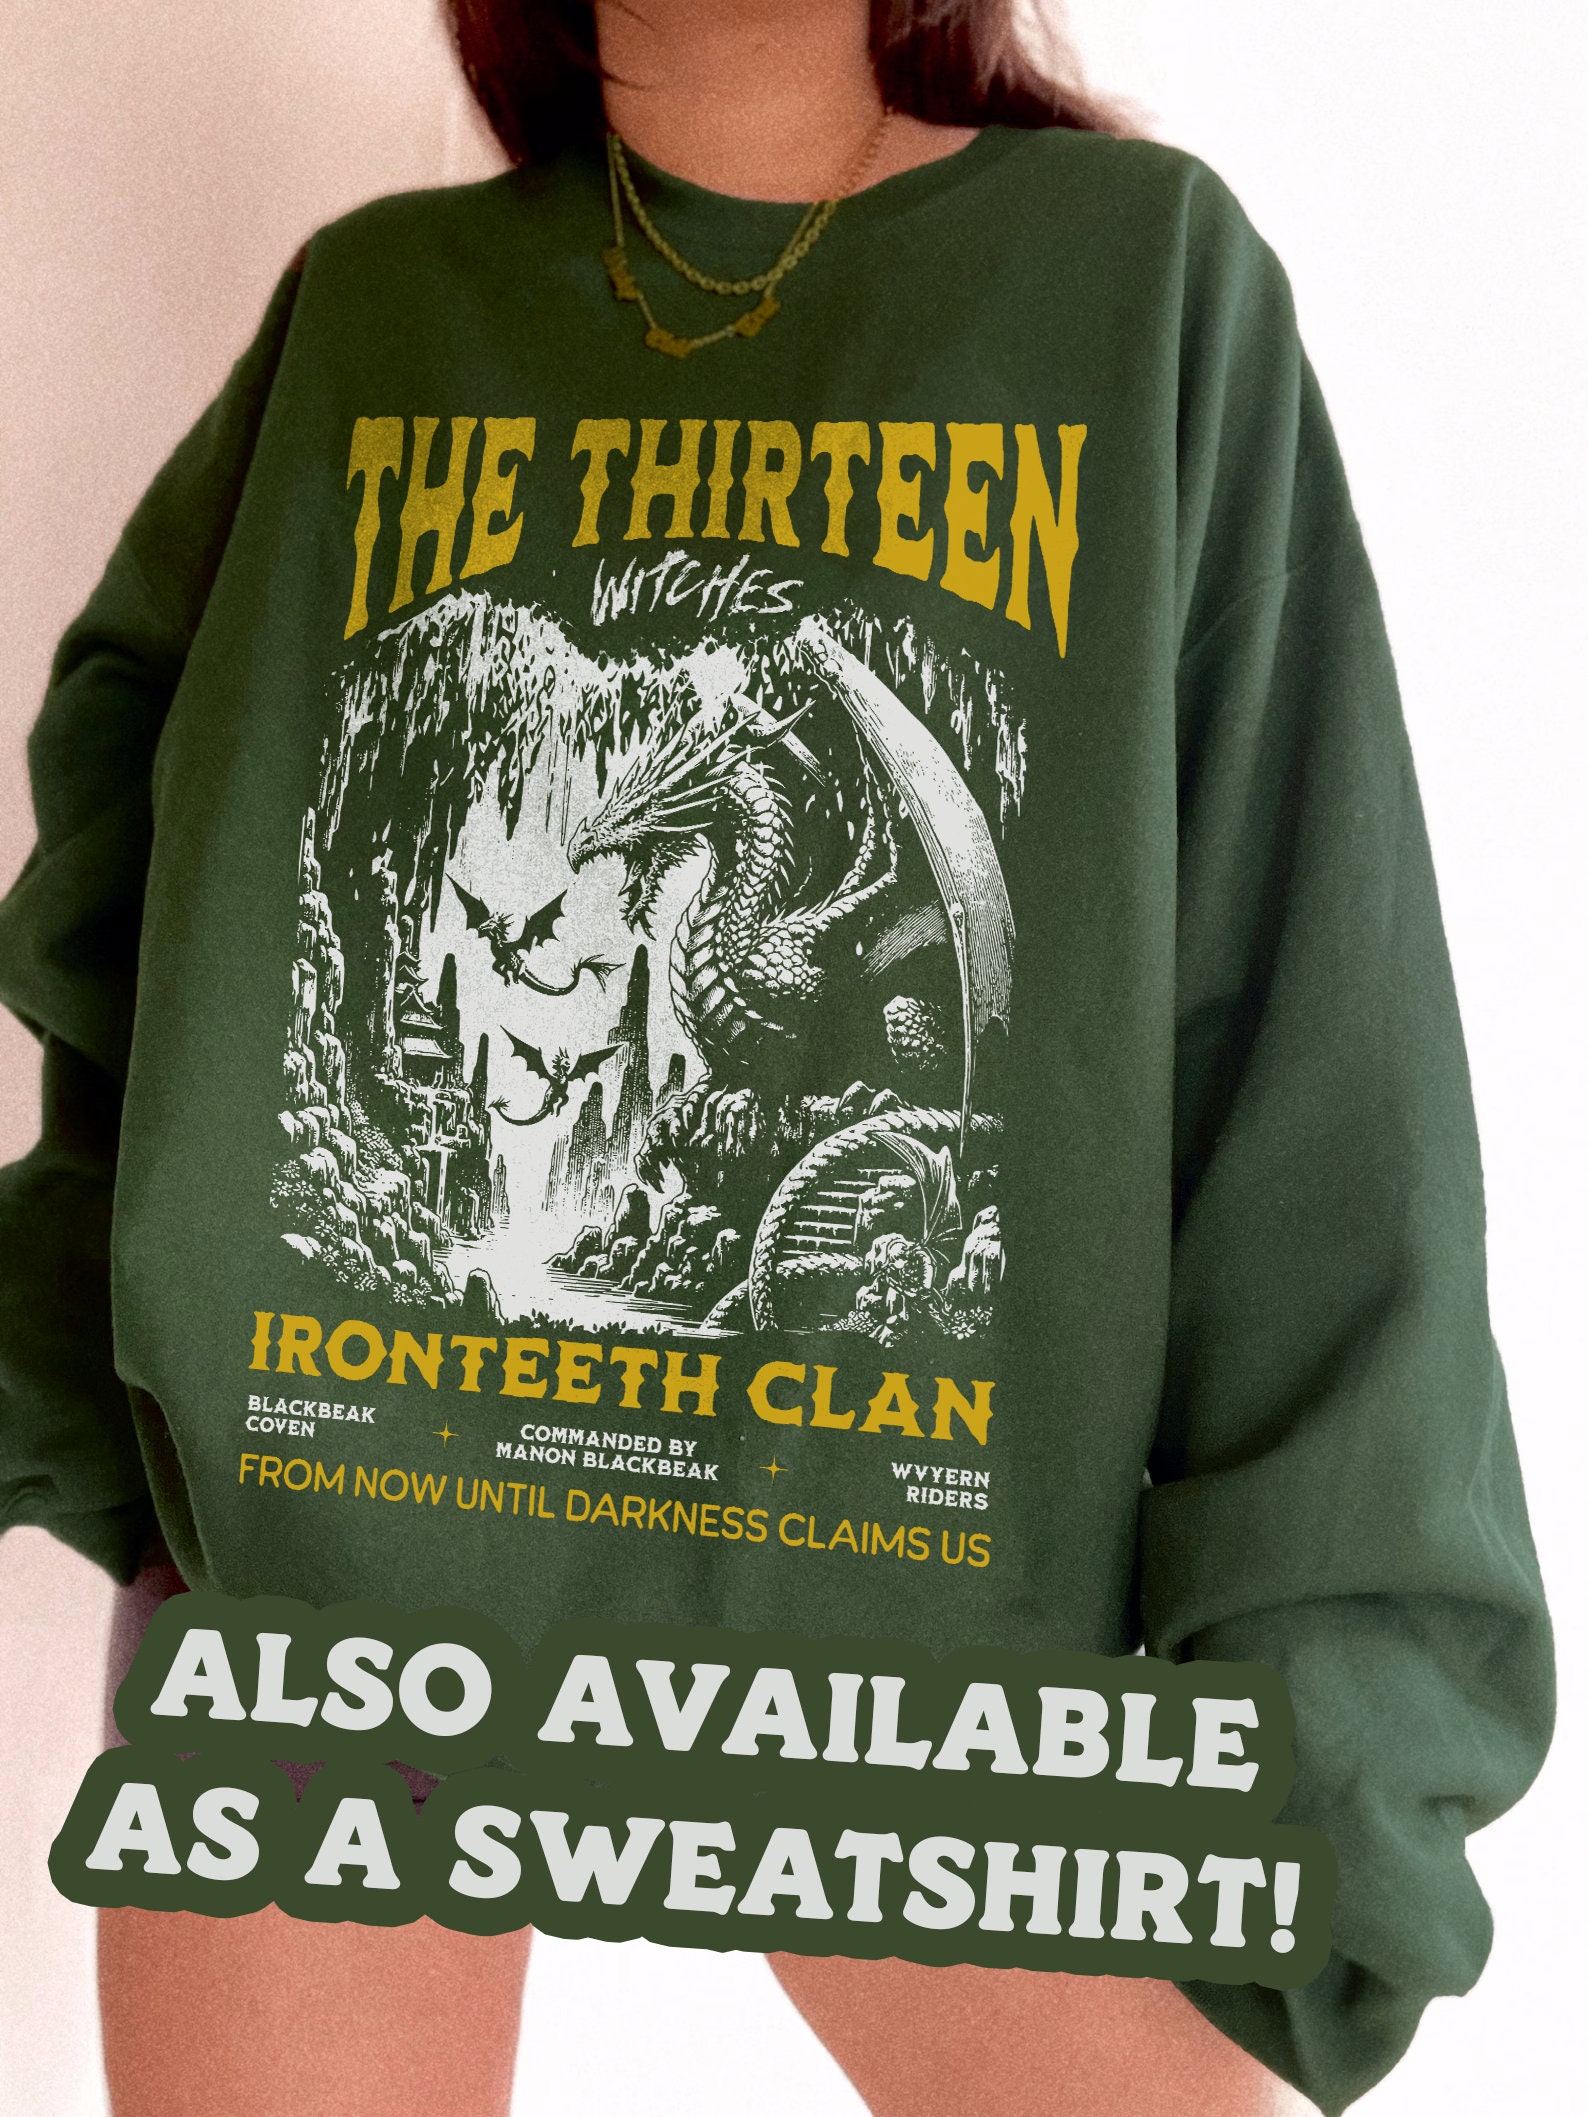 THE THIRTEEN
WITCHES
IRONTEETH CLAN
BLACKBEAK
COVEN
COMMANDED BY
MANON BLACKBEAK
WVYERN
RIDERS
FROM NOW UNTIL DARKNESS CLAIMS US
ALSO AVAILABLE
AS A SWEATSHIRT!